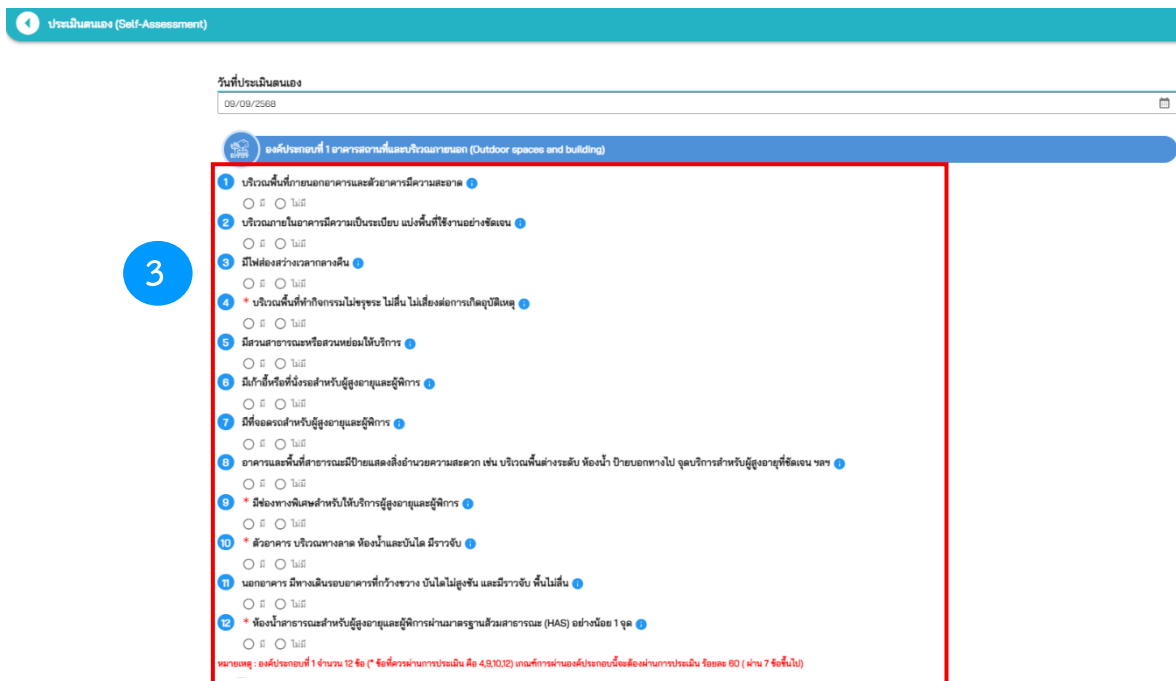 ประเมินตนเอง (Self-Assessment)
วันที่ประเมินตนเอง
09/09/2568
องค์ประกอบที่ 1 อาคารสถานที่และบริเวณภายนอก (Outdoor spaces and building)
1 บริเวณพื้นที่ภายนอกอาคารและตัวอาคารมีความสะอาด
มี ไม่มี
2 บริเวณภายในอาคารมีความเป็นระเบียบ แบ่งพื้นที่ใช้งานอย่างชัดเจน
มี ไม่มี
3
3 มีไฟส่องสว่างเวลากลางคืน
มี ไม่มี
4 * บริเวณพื้นที่ทำกิจกรรมไม่ขรุขระ ไม่ลื่น ไม่เสี่ยงต่อการเกิดอุบัติเหตุ
มี ไม่มี
5 มีสวนสาธารณะหรือสวนหย่อมให้บริการ
มี ไม่มี
6 มีเก้าอี้หรือที่นั่งรอสำหรับผู้สูงอายุและผู้พิการ
มี ไม่มี
7 มีที่จอดรถสำหรับผู้สูงอายุและผู้พิการ
มี ไม่มี
8 อาคารและพื้นที่สาธารณะมีป้ายแสดงสิ่งอำนวยความสะดวก เช่น บริเวณพื้นต่างระดับ ห้องน้ำ ป้ายบอกทางไป จุดบริการสำหรับผู้สูงอายุที่ชัดเจน ฯลฯ
มี ไม่มี
9 * มีช่องทางพิเศษสำหรับให้บริการผู้สูงอายุและผู้พิการ
มี ไม่มี
10 * ตัวอาคาร บริเวณทางลาด ห้องน้ำและบันได มีราวจับ
มี ไม่มี
11 นอกอาคาร มีทางเดินรอบอาคารที่กว้างขวาง บันไดไม่สูงชัน และมีราวจับ พื้นไม่ลื่น
มี ไม่มี
12 * ห้องน้ำสาธารณะสำหรับผู้สูงอายุและผู้พิการผ่านมาตรฐานส้วมสาธารณะ (HAS) อย่างน้อย 1 จุด
มี ไม่มี
หมายเหตุ : องค์ประกอบที่ 1 จำนวน 12 ข้อ (* ข้อที่ควรผ่านการประเมิน คือ 4,9,10,12) เกณฑ์การผ่านองค์ประกอบนี้จะต้องผ่านการประเมิน ร้อยละ 60 ( ผ่าน 7 ข้อขึ้นไป)